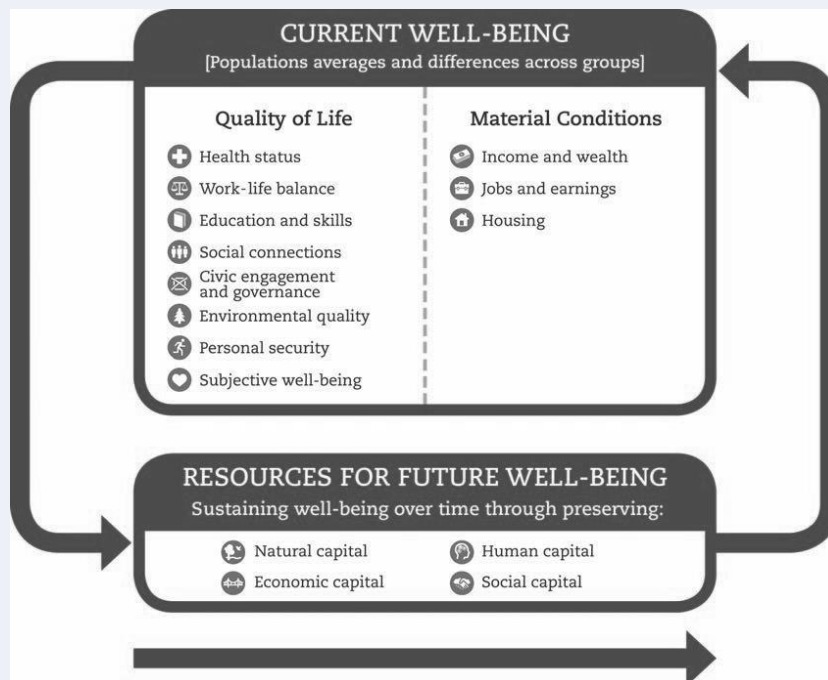 CURRENT WELL-BEING
[Populations averages and differences across groups]
Quality of Life
Health status
Work-life balance
Education and skills
Social connections
Civic engagement
and governance
Environmental quality
Personal security
Subjective well-being
Material Conditions
Income and wealth
Jobs and earnings
Housing
RESOURCES FOR FUTURE WELL-BEING
Sustaining well-being over time through preserving:
Natural capital
Economic capital
Human capital
Social capital